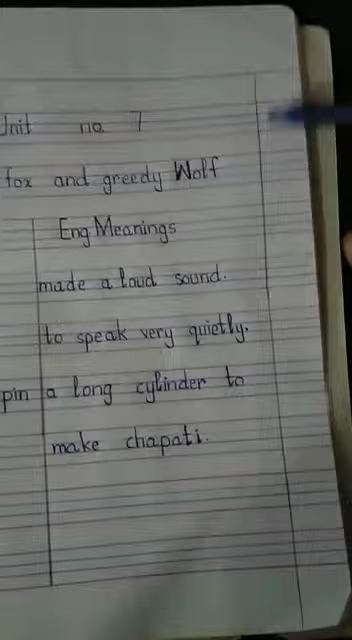 Unit no 7
fox and greedy Wolf
Eng Meanings
made a loud sound.
to speak very quietly.
pin a long cylinder to
make chapati.